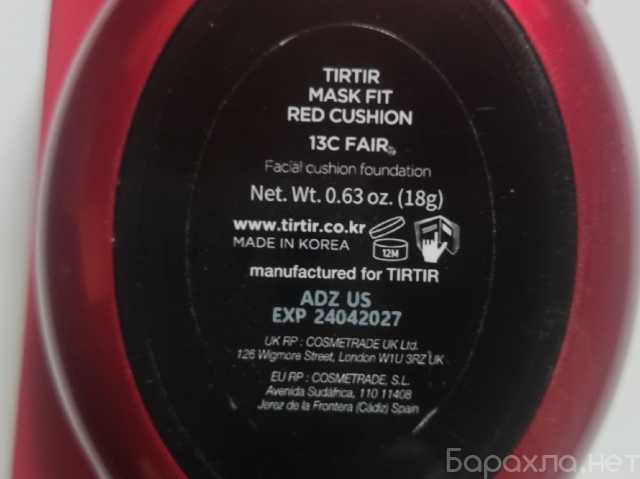 TIRTIR
MASK FIT
RED CUSHION
13C FAIR
Facial cushion foundation
Net. Wt. 0.63 oz. (18g)
www.tirtir.co.kr
MADE IN KOREA
12M
manufactured for TIRTIR
ADZ US
EXP 24042027
UK RP : COSMETRADE UK Ltd.
126 Wigmore Street, London W1U 3RZ UK
EU RP : COSMETRADE, S.L.
Avenida Sudáfrica, 110 11408
Jerez de la Frontera (Cádiz) Spain
Барахла.нет